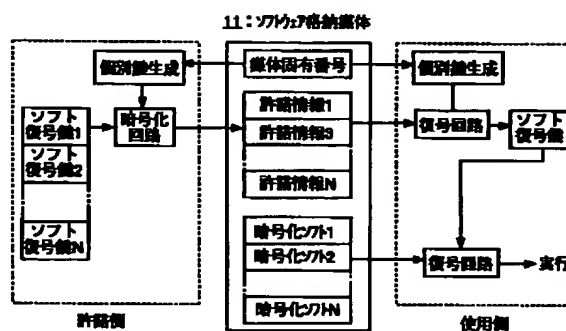 11：ソフトウェア格納媒体
個別鍵生成
媒体固有番号
個別鍵生成
ソフト
復号鍵1
ソフト
復号鍵2
ソフト
復号鍵N
暗号化
回路
許諾情報1
許諾情報3
許諾情報N
復号回路
ソフト
復号鍵
暗号化ソフト1
暗号化ソフト2
暗号化ソフトN
復号回路
実行
許諾側
使用側